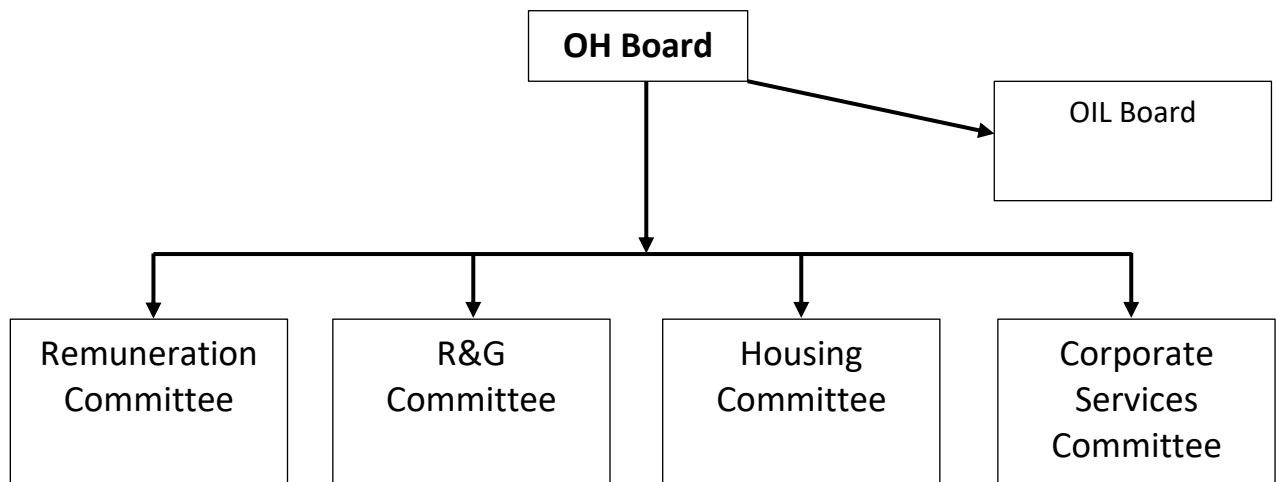 OH Board
OIL Board
Remuneration
Committee
R&G
Committee
Housing
Committee
Corporate
Services
Committee